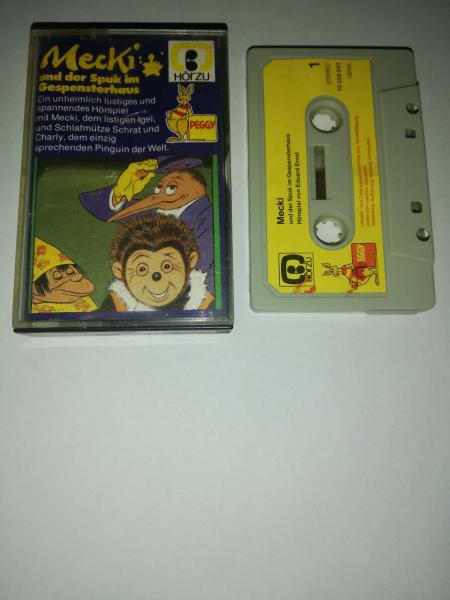 Mecki
und der Spuk im
Gespensterhaus
Ein unheimlich lustiges und
spannendes Hörspiel
mit Mecki, dem listigen Igel,
und Schlafmütze Schrat und
Charly, dem einzig
sprechenden Pinguin der Welt.
HÖRZU
PEGGY
1
STEREO
GEMA
Mecki
und der Spuk im Gespensterhaus
Hörspiel von Eduard Ernst
HÖRZU
PEGGY